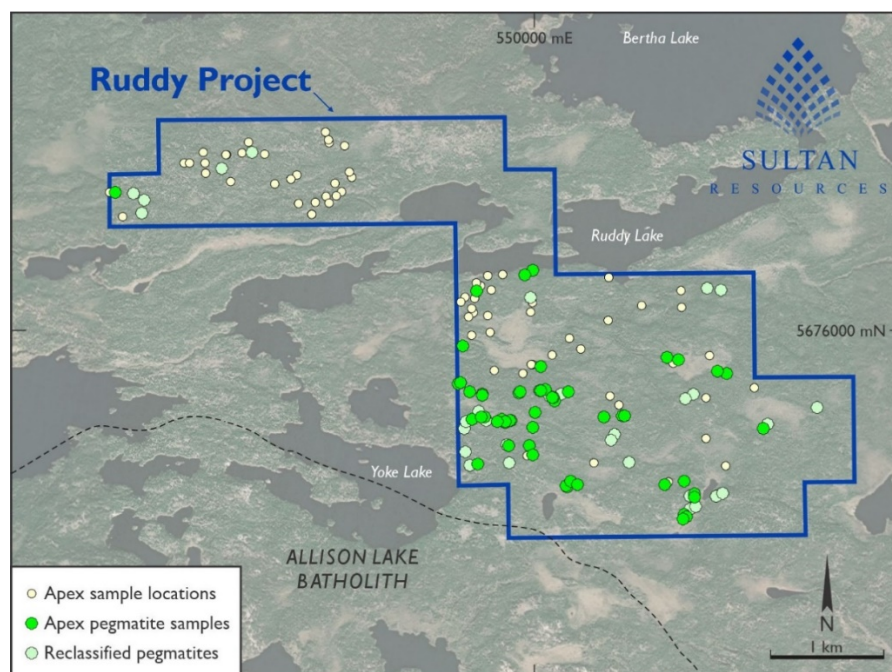 550000 mE
Bertha Lake
Ruddy Project
SULTAN
RESOURCES
Ruddy Lake
5676000 mN
Yoke Lake
ALLISON LAKE
BATHOLITH
Apex sample locations
Apex pegmatite samples
Reclassified pegmatites
N
1 km